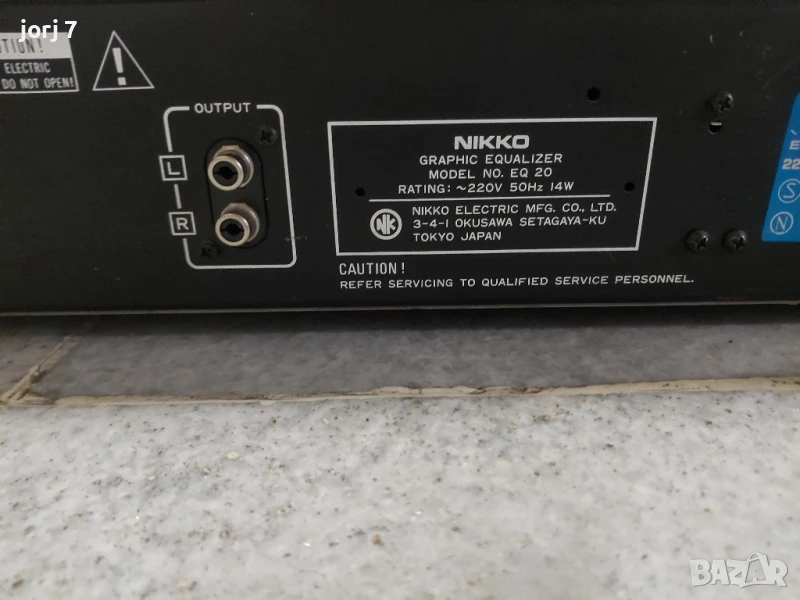 jorj 7
ELECTRIC
DO NOT OPEN!
OUTPUT
L
R
NIKKO
GRAPHIC EQUALIZER
MODEL NO. EQ 20
RATING: ~220V 50Hz 14W
NK
NIKKO ELECTRIC MFG. CO., LTD.
3-4-1 OKUSAWA SETAGAYA-KU
TOKYO JAPAN
CAUTION!
REFER SERVICING TO QUALIFIED SERVICE PERSONNEL.
S
N
BAZAR